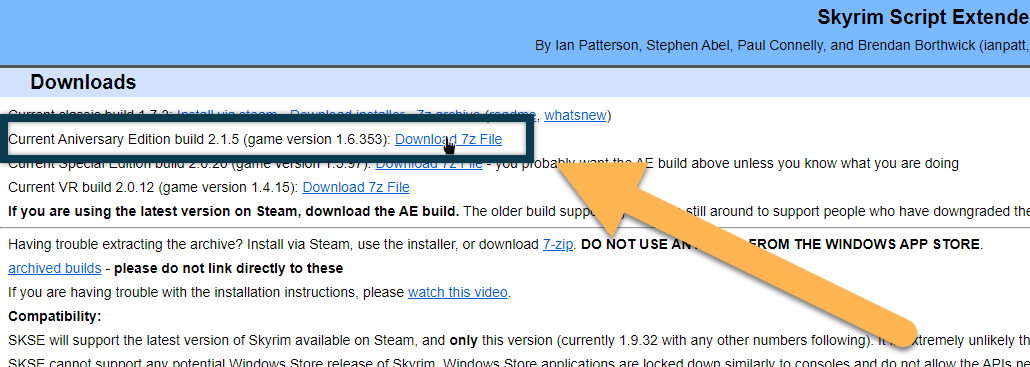 Skyrim Script Extende
By Ian Patterson, Stephen Abel, Paul Connelly, and Brendan Borthwick (ianpatt,
Downloads
Current classic build 1.7.3: Install via steam - Download installer - 7z archive (readme, whatsnew)
Current Aniversary Edition build 2.1.5 (game version 1.6.353): Download 7z File
Current Special Edition build 2.0.20 (game version 1.5.97): Download 7z File - you probably want the AE build above unless you know what you are doing
Current VR build 2.0.12 (game version 1.4.15): Download 7z File
If you are using the latest version on Steam, download the AE build. The older build still around to support people who have downgraded the
Having trouble extracting the archive? Install via Steam, use the installer, or download 7-zip. DO NOT USE FROM THE WINDOWS APP STORE.
archived builds - please do not link directly to these
If you are having trouble with the installation instructions, please watch this video.
Compatibility:
SKSE will support the latest version of Skyrim available on Steam, and only this version (currently 1.9.32 with any other numbers following). It extremely unlikely th
SKSE cannot support any potential Windows Store release of Skyrim. Windows Store applications are locked down similarly to consoles and do not allow the APIs ne